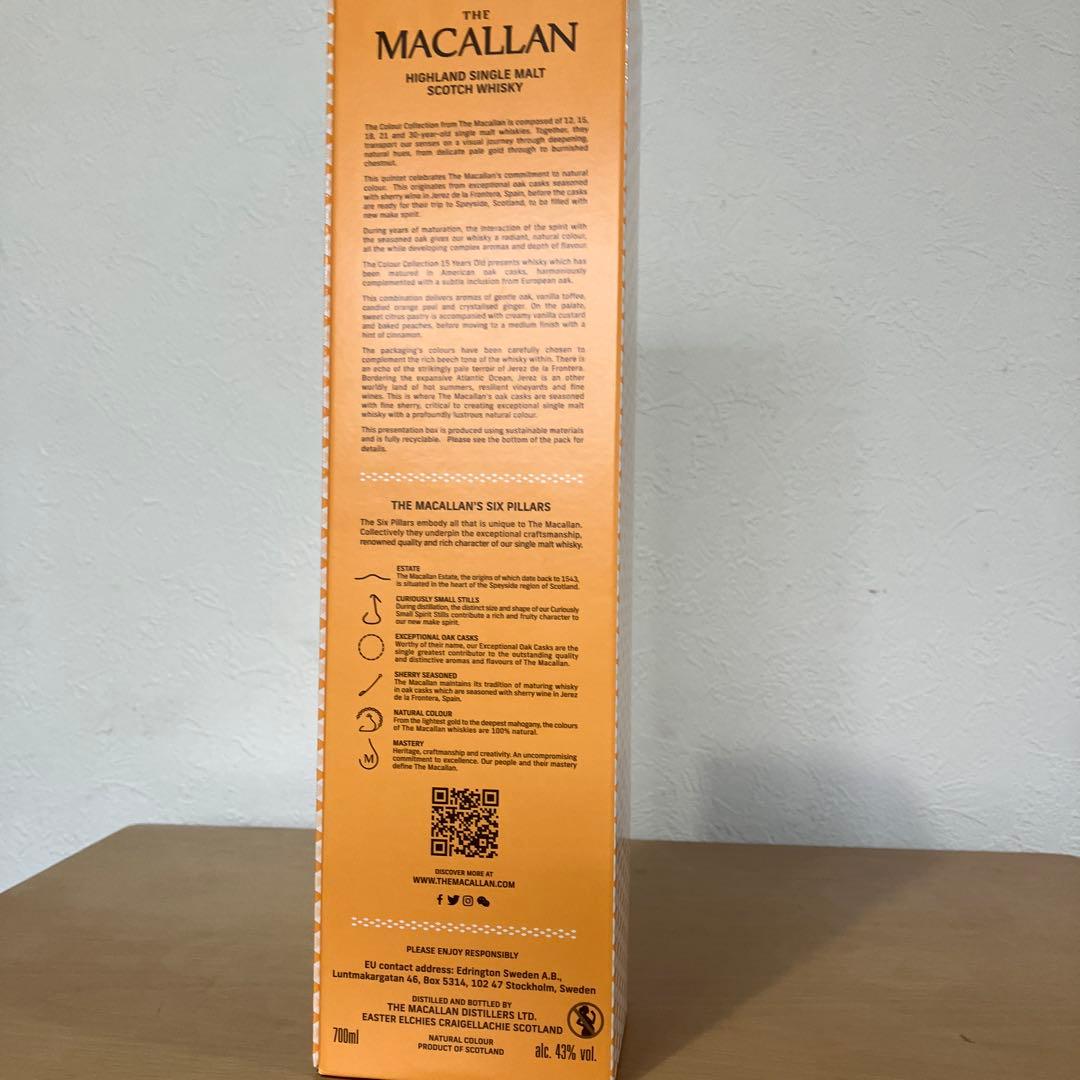 THE
MACALLAN
HIGHLAND SINGLE MALT
SCOTCH WHISKY
The Colour Collection from The Macallan is composed of 12, 15,
18, 21 and 30-year-old single malt whiskies. Together, they
transport our senses on a visual journey through deepening,
natural hues, from delicate pale gold through to burnished
chestnut.
This quintet celebrates The Macallan's commitment to natural
colour. This originates from exceptional oak casks seasoned
with sherry wine in Jerez de la Frontera, Spain, before the casks
are ready for their trip to Speyside, Scotland, to be filled with
new make spirit.
During years of maturation, the interaction of the spirit with
the seasoned oak gives our whisky a radiant, natural colour,
all the while developing complex aromas and depth of flavour.
The Colour Collection 15 Years Old presents whisky which has
been matured in American oak casks, harmoniously
complemented with a subtle inclusion from European oak.
This combination delivers aromas of gentle oak, vanilla toffee,
candied orange peel and crystallised ginger. On the palate,
sweet citrus pastry is accompanied with creamy vanilla custard
and baked peaches, before moving to a medium finish with a
hint of cinnamon.
The packaging's colours have been carefully chosen to
complement the rich beech tone of the whisky within. There is
an echo of the strikingly pale terroir of Jerez de la Frontera.
Bordering the expansive Atlantic Ocean, Jerez is an other
worldly land of hot summers, resilient vineyards and fine
wines. This is where The Macallan's oak casks are seasoned
with fine sherry, critical to creating exceptional single malt
whisky with a profoundly lustrous natural colour.
This presentation box is produced using sustainable materials
and is fully recyclable. Please see the bottom of the pack for
details.
THE MACALLAN'S SIX PILLARS
The Six Pillars embody all that is unique to The Macallan.
Collectively they underpin the exceptional craftsmanship,
renowned quality and rich character of our single malt whisky.
ESTATE
The Macallan Estate, the origins of which date back to 1543,
is situated in the heart of the Speyside region of Scotland.
CURIOUSLY SMALL STILLS
During distillation, the distinct size and shape of our Curiously
Small Spirit Stills contribute a rich and fruity character to
our new make spirit.
EXCEPTIONAL OAK CASKS
Worthy of their name, our Exceptional Oak Casks are the
single greatest contributor to the outstanding quality
and distinctive aromas and flavours of The Macallan.
SHERRY SEASONED
The Macallan maintains its tradition of maturing whisky
in oak casks which are seasoned with sherry wine in Jerez
de la Frontera, Spain.
NATURAL COLOUR
From the lightest gold to the deepest mahogany, the colours
of The Macallan whiskies are 100% natural.
M
MASTERY
Heritage, craftmanship and creativity. An uncompromising
commitment to excellence. Our people and their mastery
define The Macallan.
DISCOVER MORE AT
WWW.THEMACALLAN.COM
PLEASE ENJOY RESPONSIBLY
EU contact address: Edrington Sweden A.B.,
Luntmakargatan 46, Box 5314, 102 47 Stockholm, Sweden
DISTILLED AND BOTTLED BY
THE MACALLAN DISTILLERS LTD.
EASTER ELCHIES CRAIGELLACHIE SCOTLAND
700ml
NATURAL COLOUR
PRODUCT OF SCOTLAND
alc. 43% vol.